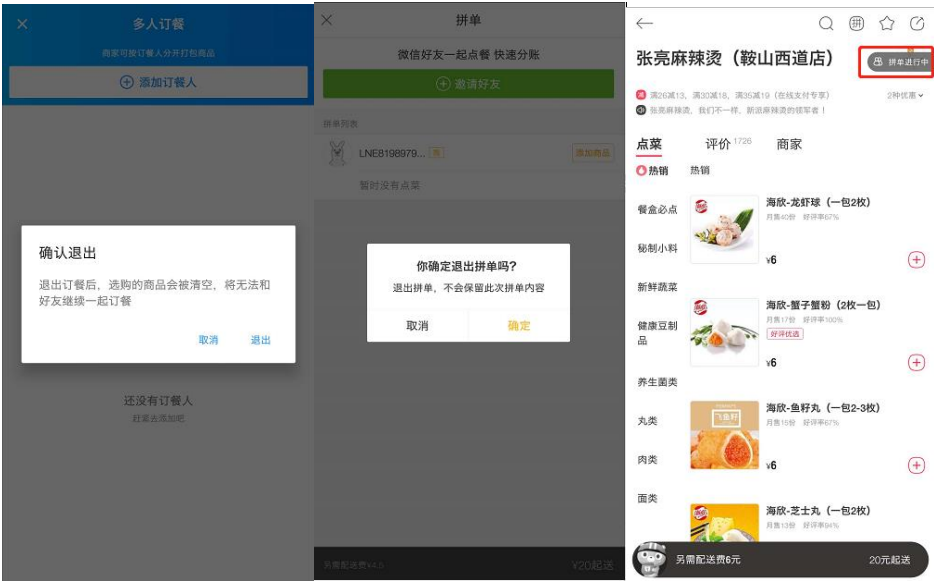 多人订餐
商家可按订餐人分开打包商品
添加订餐人
确认退出
退出订餐后，选购的商品会被清空，将无法和
好友继续一起订餐
取消
退出
还没有订餐人
赶紧去添加吧
拼单
微信好友一起点餐 快速分账
邀请好友
拼单列表
LNE8198979...
添加商品
暂时没有点菜
你确定退出拼单吗?
退出拼单，不会保留此次拼单内容
取消
确定
另需配送费¥4.5
¥20起送
拼
张亮麻辣烫（鞍山西道店）
拼单进行中
满26减13、满30减18、满35减19（在线支付专享）
2种优惠
张亮麻辣烫，我们不一样，新派麻辣烫的领军者！
点菜
评价 1726
商家
热销
热销
餐盒必点
秘制小料
新鲜蔬菜
健康豆制
品
养生菌类
丸类
肉类
面类
海欣-龙虾球（一包2枚）
月售40份 好评率67%
¥6
海欣-蟹子蟹粉（2枚一包）
月售17份 好评率100%
好评优选
¥6
飞鱼籽
海欣-鱼籽丸（一包2-3枚）
月售15份 好评率67%
¥6
海欣-芝士丸（一包2枚）
月售13份 好评率94%
另需配送费6元
20元起送